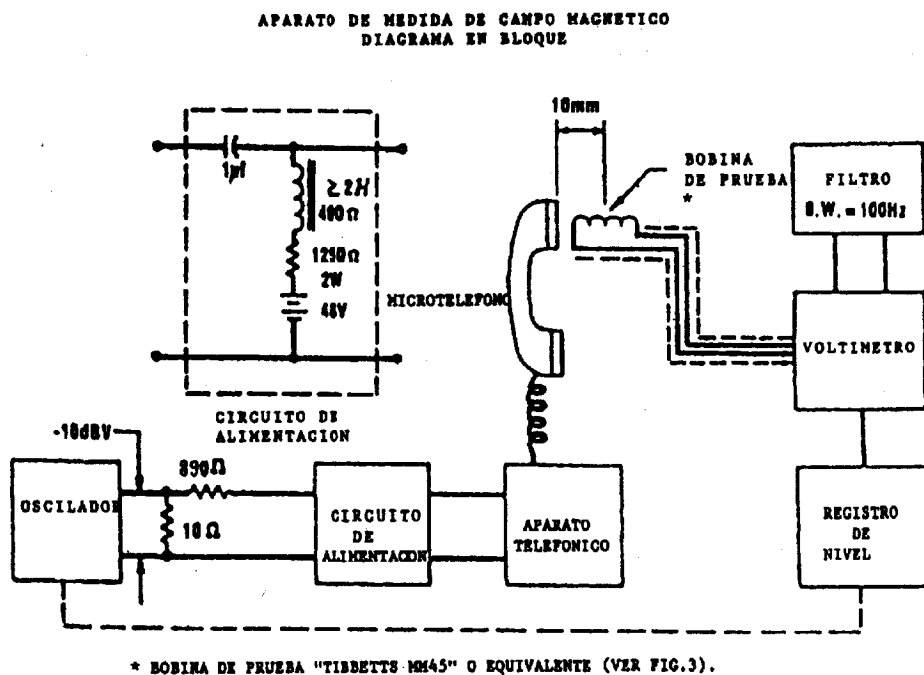 APARATO DE MEDIDA DE CAMPO MAGNETICO
DIAGRAMA EN BLOQUE
10mm
1μf
≥ 2H
400Ω
1250Ω
2W
48V
BOBINA
DE PRUEBA
*
FILTRO
B.W. = 100Hz
MICROTELEFONO
VOLTIMETRO
CIRCUITO DE
ALIMENTACION
-10dBV
890Ω
10Ω
OSCILADOR
CIRCUITO
DE
ALIMENTACION
APARATO
TELEFONICO
REGISTRO
DE
NIVEL
* BOBINA DE PRUEBA "TIBBETTS MM45" O EQUIVALENTE (VER FIG.3).